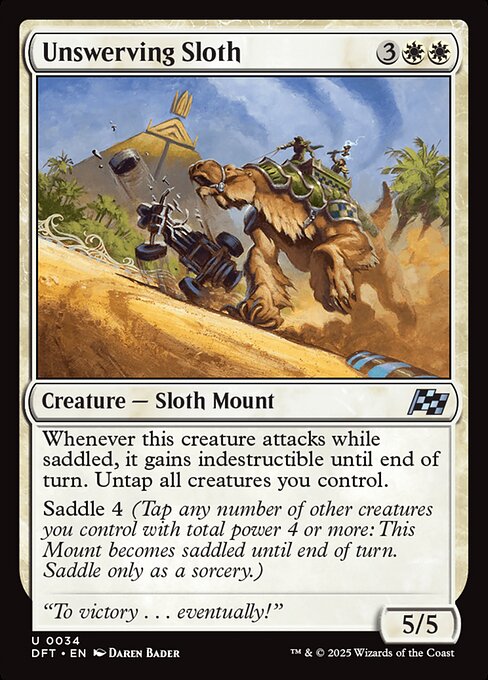 Unswerving Sloth 3
Creature — Sloth Mount
Whenever this creature attacks while
saddled, it gains indestructible until end of
turn. Untap all creatures you control.
Saddle 4 (Tap any number of other creatures
you control with total power 4 or more: This
Mount becomes saddled until end of turn.
Saddle only as a sorcery.)
“To victory . . . eventually!”
5/5
U 0034
DFT • EN DAREN BADER
™ & © 2025 Wizards of the Coast